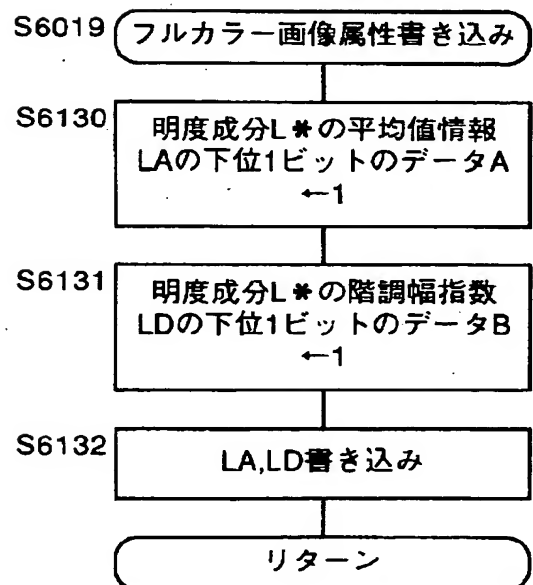 S6019 フルカラー画像属性書き込み
S6130 明度成分L*の平均値情報
LAの下位1ビットのデータA
←1
S6131 明度成分L*の階調幅指数
LDの下位1ビットのデータB
←1
S6132 LA,LD書き込み
リターン